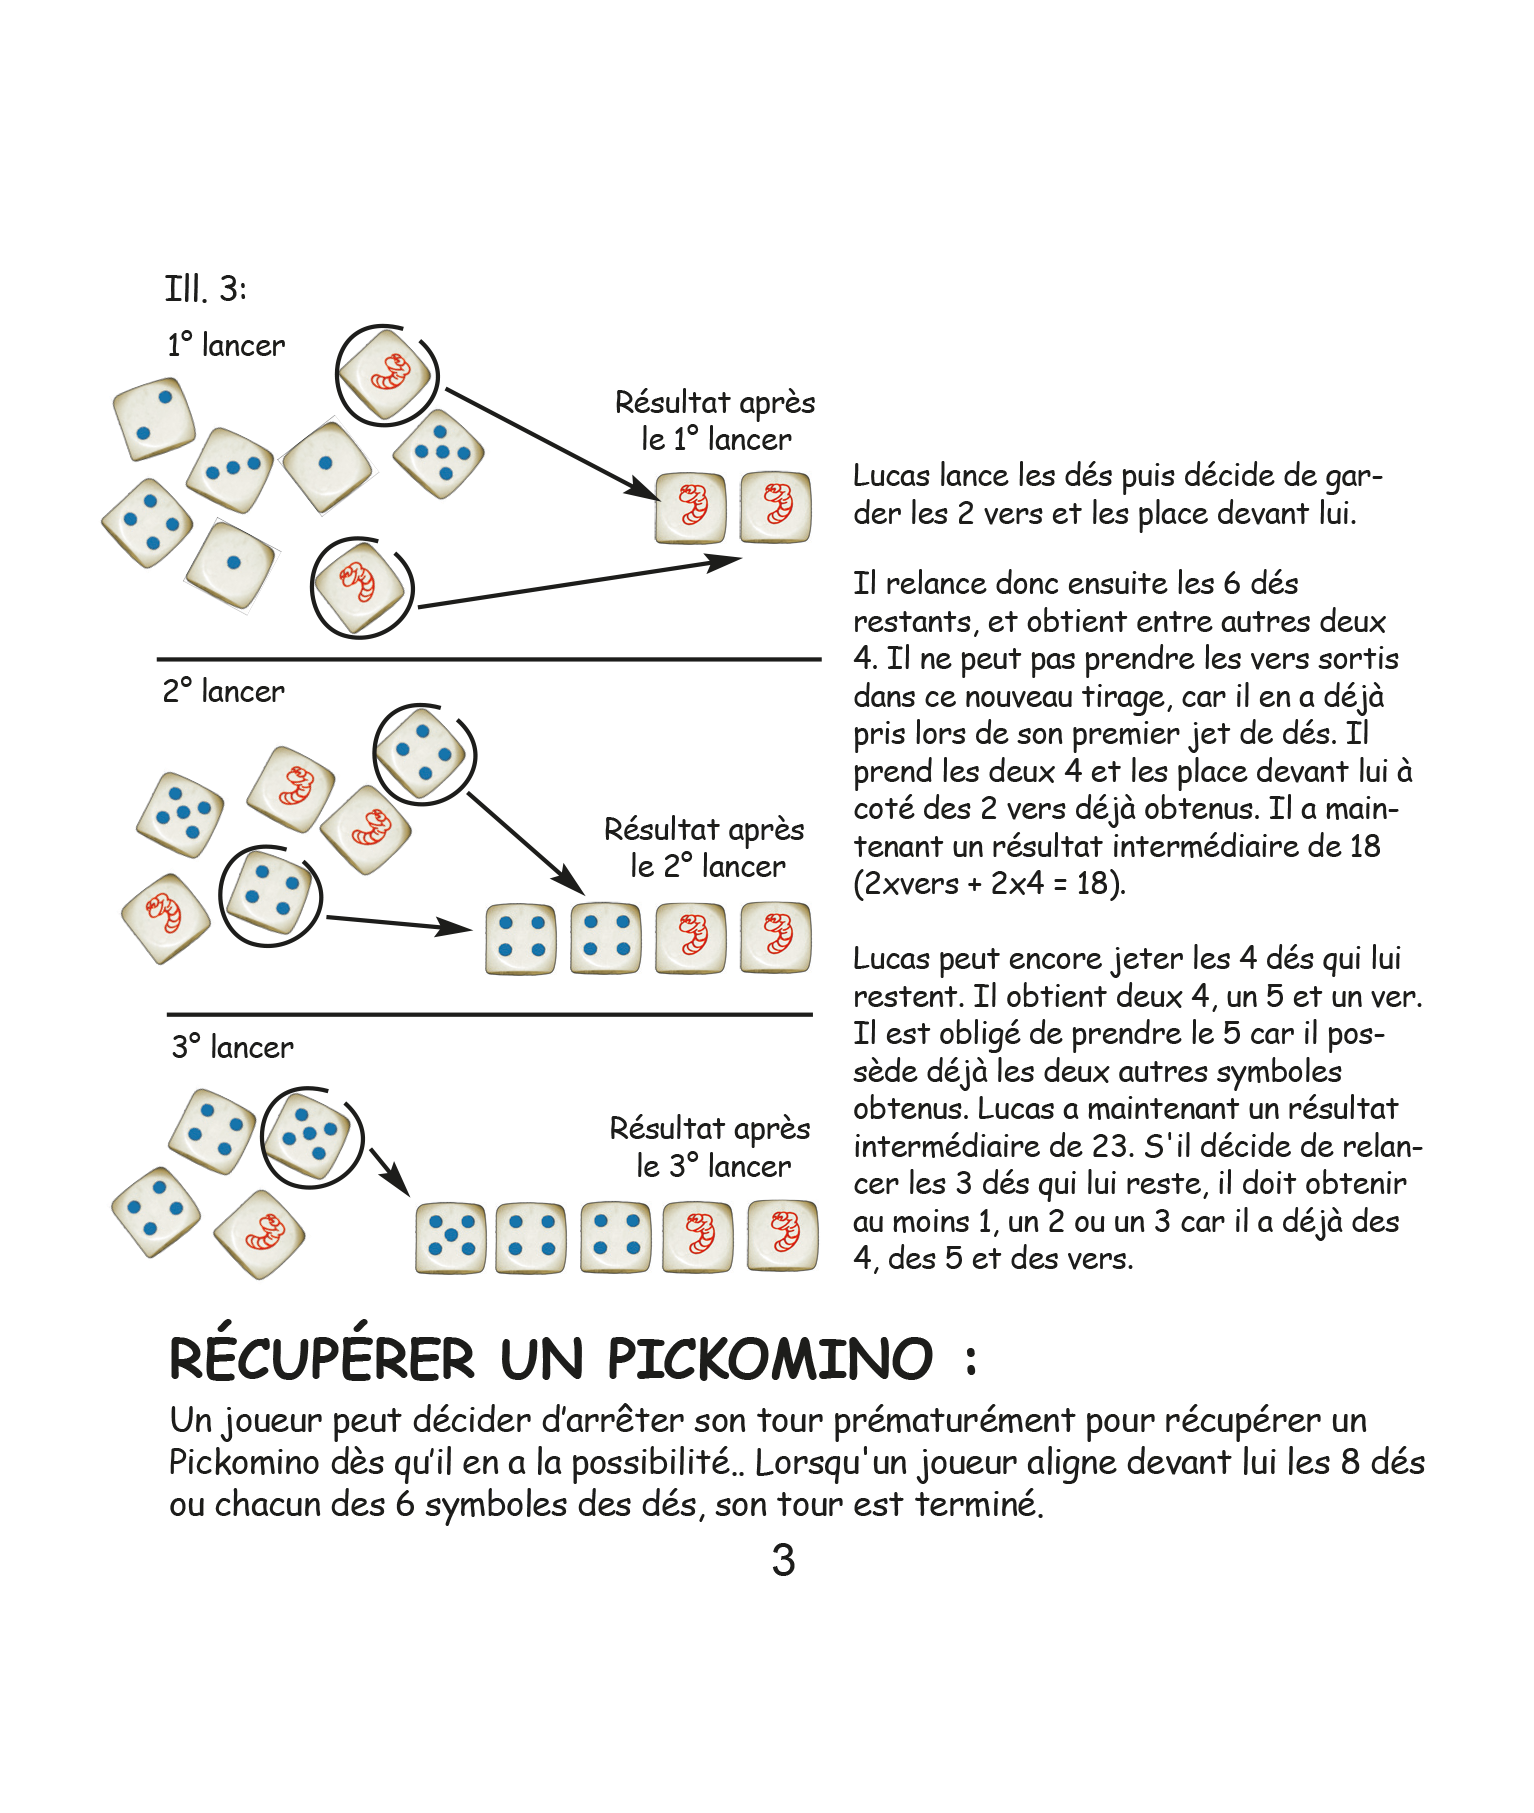 Ill. 3:
1° lancer
Résultat après
le 1° lancer
2° lancer
Résultat après
le 2° lancer
3° lancer
Résultat après
le 3° lancer
Lucas lance les dés puis décide de gar-
der les 2 vers et les place devant lui.
Il relance donc ensuite les 6 dés
restants, et obtient entre autres deux
4. Il ne peut pas prendre les vers sortis
dans ce nouveau tirage, car il en a déjà
pris lors de son premier jet de dés. Il
prend les deux 4 et les place devant lui à
coté des 2 vers déjà obtenus. Il a main-
tenant un résultat intermédiaire de 18
(2xvers + 2x4 = 18).
Lucas peut encore jeter les 4 dés qui lui
restent. Il obtient deux 4, un 5 et un ver.
Il est obligé de prendre le 5 car il pos-
sède déjà les deux autres symboles
obtenus. Lucas a maintenant un résultat
intermédiaire de 23. S'il décide de relan-
cer les 3 dés qui lui reste, il doit obtenir
au moins 1, un 2 ou un 3 car il a déjà des
4, des 5 et des vers.
RÉCUPÉRER UN PICKOMINO :
Un joueur peut décider d’arrêter son tour prématurément pour récupérer un
Pickomino dès qu’il en a la possibilité.. Lorsqu'un joueur aligne devant lui les 8 dés
ou chacun des 6 symboles des dés, son tour est terminé.
3